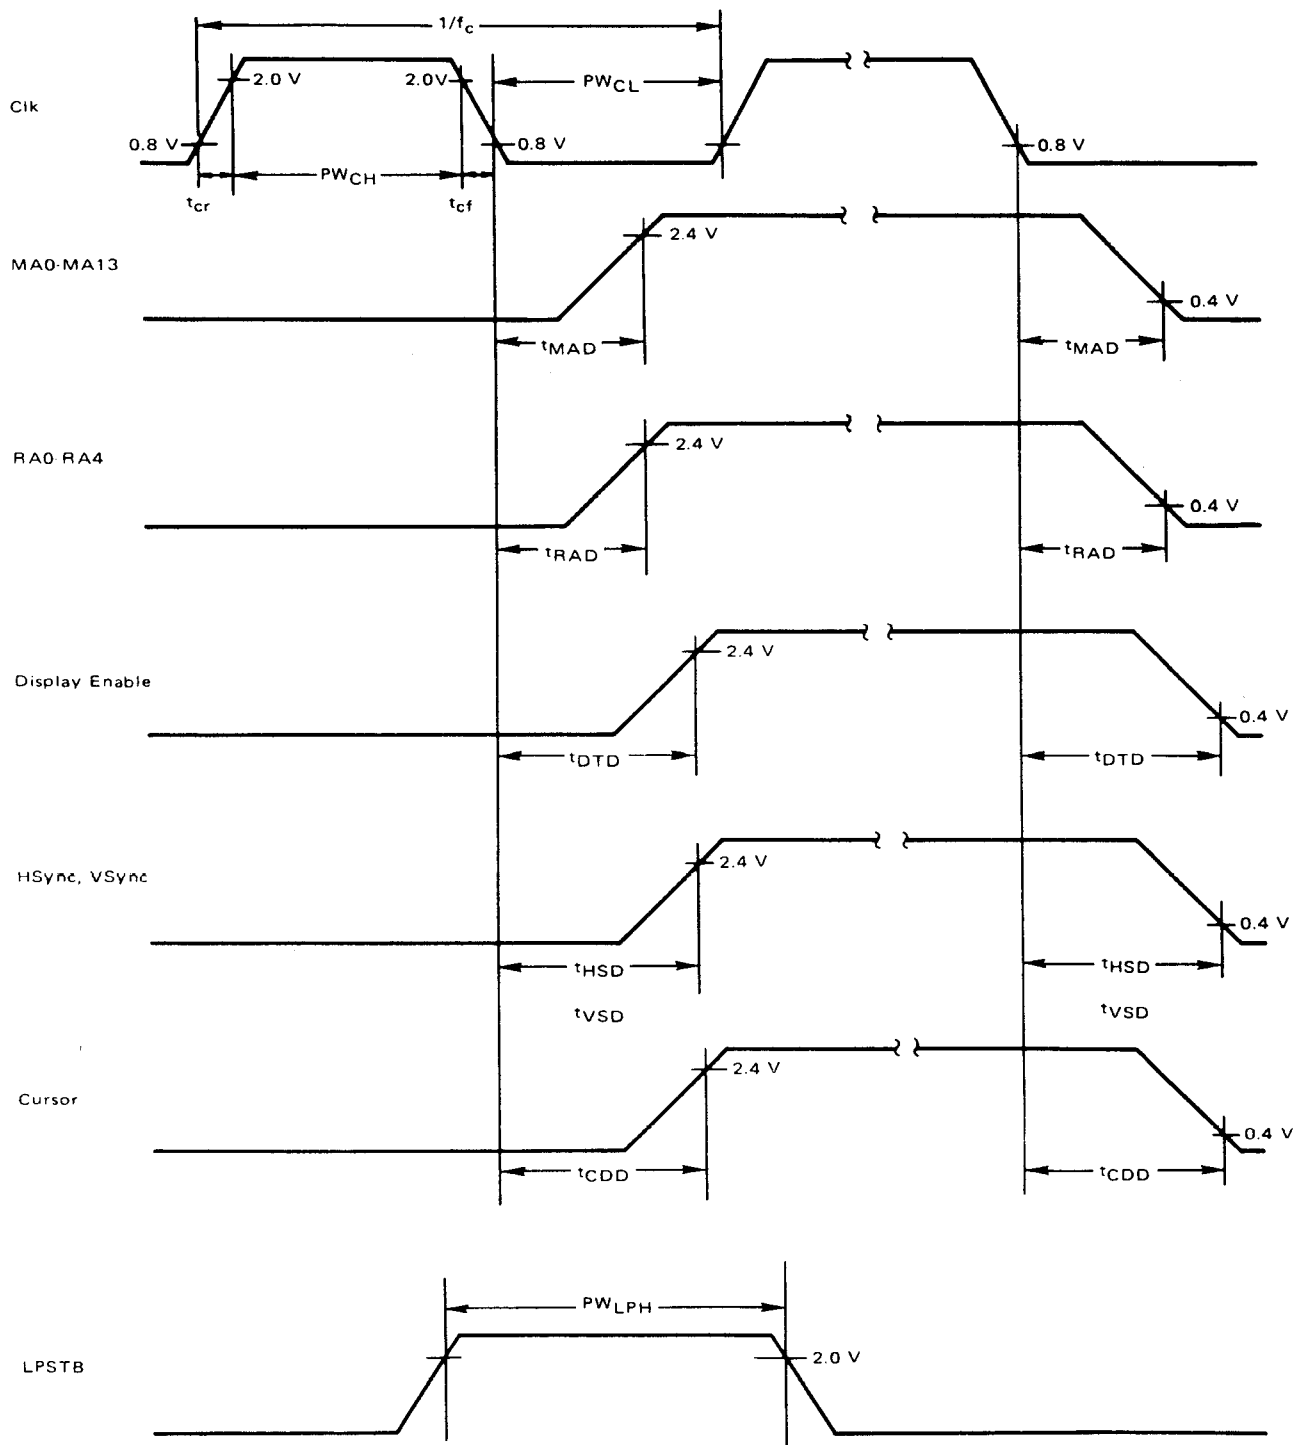 1/fc
2.0 V
2.0V
PWCL
Clk
0.8 V
0.8 V
0.8 V
PWCH
tcr
tcf
2.4 V
MA0-MA13
0.4 V
tMAD
tMAD
2.4 V
RA0-RA4
0.4 V
tRAD
tRAD
2.4 V
Display Enable
0.4 V
tDTD
tDTD
2.4 V
HSync, VSync
0.4 V
tHSD
tHSD
tVSD
tVSD
2.4 V
Cursor
0.4 V
tCDD
tCDD
PWLPH
LPSTB
2.0 V